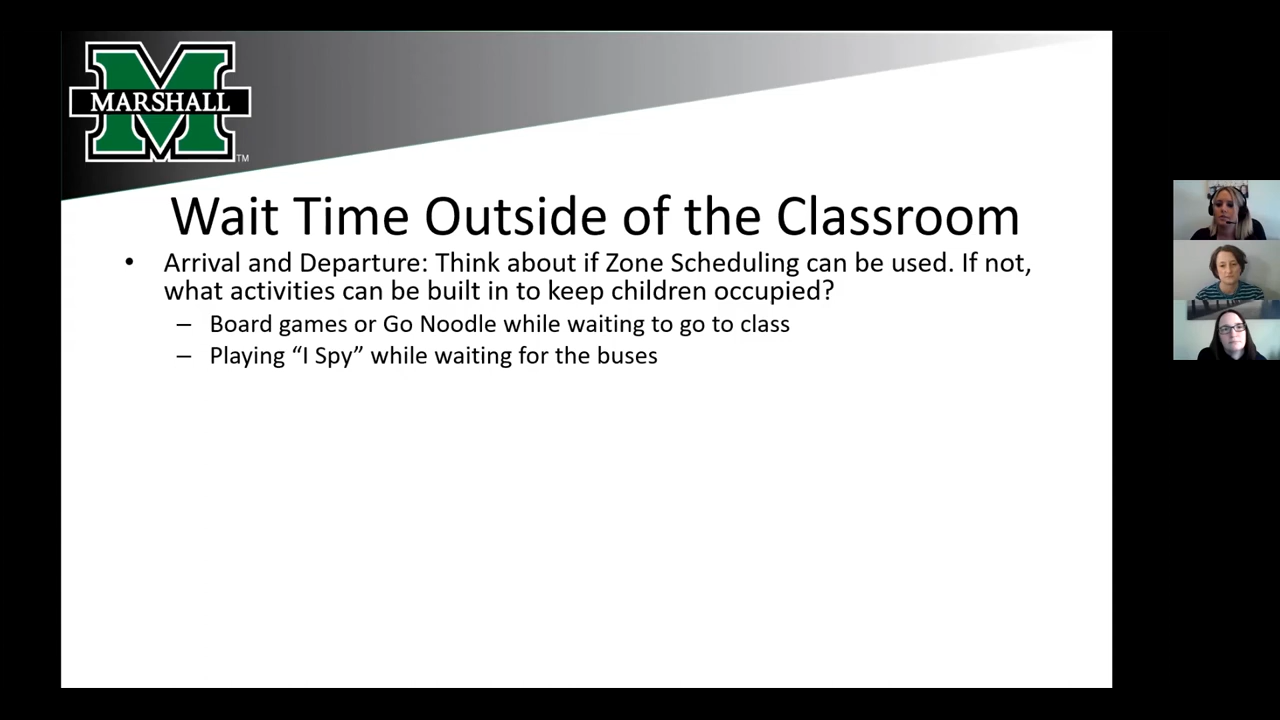 MARSHALL
TM
Wait Time Outside of the Classroom
• Arrival and Departure: Think about if Zone Scheduling can be used. If not,
what activities can be built in to keep children occupied?
– Board games or Go Noodle while waiting to go to class
– Playing “I Spy” while waiting for the buses